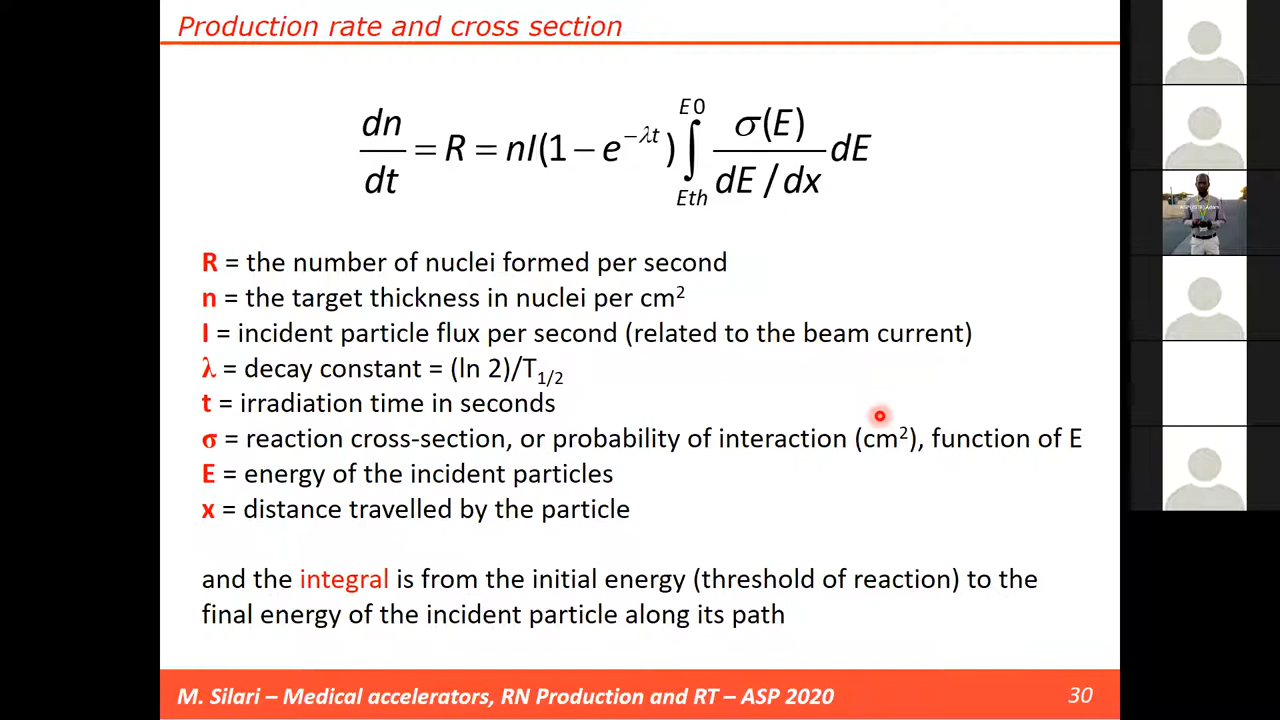 Production rate and cross section
dn/dt = R = nI(1 − e^{−λt}) ∫_{Eth}^{E0} σ(E)/(dE/dx) dE
R = the number of nuclei formed per second
n = the target thickness in nuclei per cm²
I = incident particle flux per second (related to the beam current)
λ = decay constant = (ln 2)/T₁/₂
t = irradiation time in seconds
σ = reaction cross-section, or probability of interaction (cm²), function of E
E = energy of the incident particles
x = distance travelled by the particle
and the integral is from the initial energy (threshold of reaction) to the
final energy of the incident particle along its path
M. Silari – Medical accelerators, RN Production and RT – ASP 2020
30